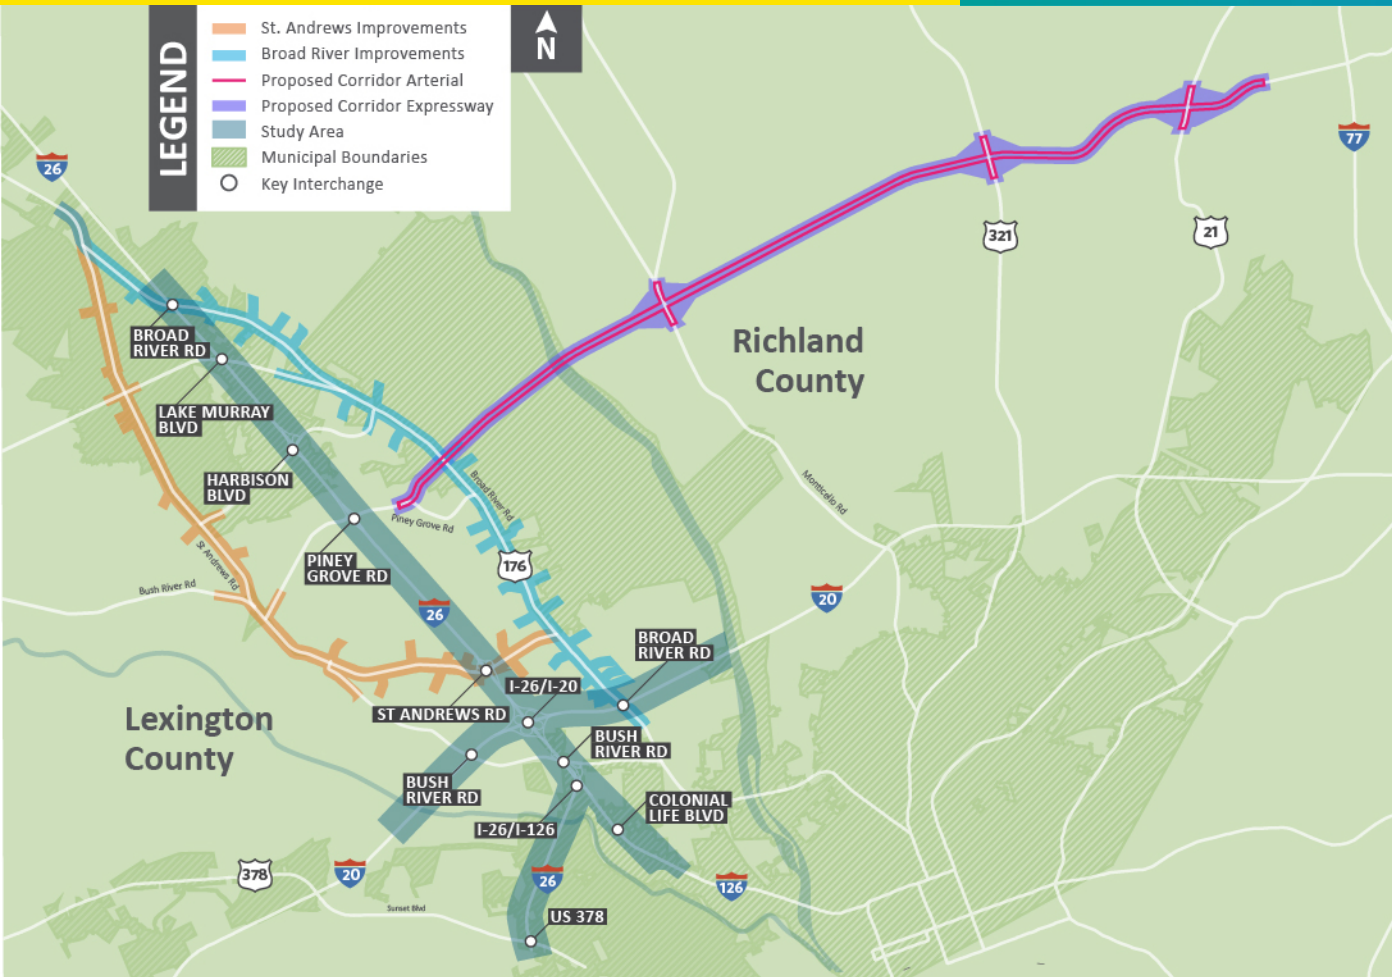 LEGEND
St. Andrews Improvements
Broad River Improvements
Proposed Corridor Arterial
Proposed Corridor Expressway
Study Area
Municipal Boundaries
Key Interchange
N
26
77
321
21
BROAD
RIVER RD
LAKE MURRAY
BLVD
HARBISON
BLVD
Richland
County
Broad River Rd
Monticello Rd
Piney Grove Rd
PINEY
GROVE RD
St Andrews Rd
Bush River Rd
176
26
20
BROAD
RIVER RD
I-26/I-20
ST ANDREWS RD
Lexington
County
BUSH
RIVER RD
BUSH
RIVER RD
COLONIAL
LIFE BLVD
I-26/I-126
378
20
26
126
Sunset Blvd
US 378